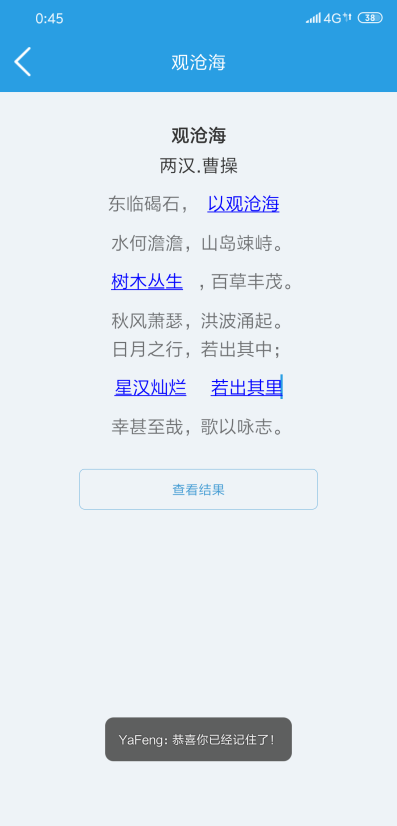 0:45 4G 38
观沧海
观沧海
两汉.曹操
东临碣石， 以观沧海
水何澹澹，山岛竦峙。
树木丛生 ，百草丰茂。
秋风萧瑟，洪波涌起。
日月之行，若出其中；
星汉灿烂 若出其里
幸甚至哉，歌以咏志。
查看结果
YaFeng: 恭喜你已经记住了！